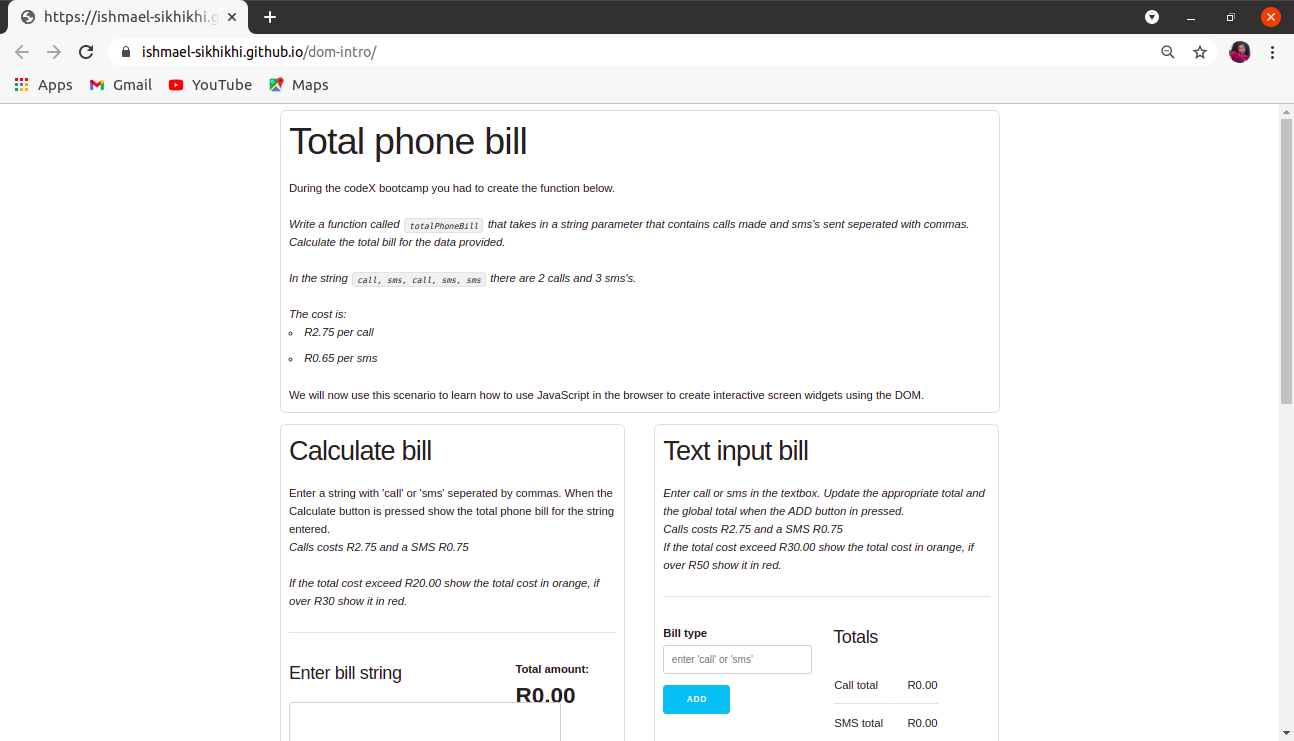 https://ishmael-sikhikhi.g
ishmael-sikhikhi.github.io/dom-intro/
Apps Gmail YouTube Maps
Total phone bill
During the codeX bootcamp you had to create the function below.
Write a function called totalPhoneBill that takes in a string parameter that contains calls made and sms's sent seperated with commas.
Calculate the total bill for the data provided.
In the string call, sms, call, sms, sms there are 2 calls and 3 sms's.
The cost is:
R2.75 per call
R0.65 per sms
We will now use this scenario to learn how to use JavaScript in the browser to create interactive screen widgets using the DOM.
Calculate bill
Enter a string with 'call' or 'sms' seperated by commas. When the
Calculate button is pressed show the total phone bill for the string
entered.
Calls costs R2.75 and a SMS R0.75
If the total cost exceed R20.00 show the total cost in orange, if
over R30 show it in red.
Enter bill string
Total amount:
R0.00
Text input bill
Enter call or sms in the textbox. Update the appropriate total and
the global total when the ADD button in pressed.
Calls costs R2.75 and a SMS R0.75
If the total cost exceed R30.00 show the total cost in orange, if
over R50 show it in red.
Bill type
enter 'call' or 'sms'
ADD
Totals
Call total R0.00
SMS total R0.00